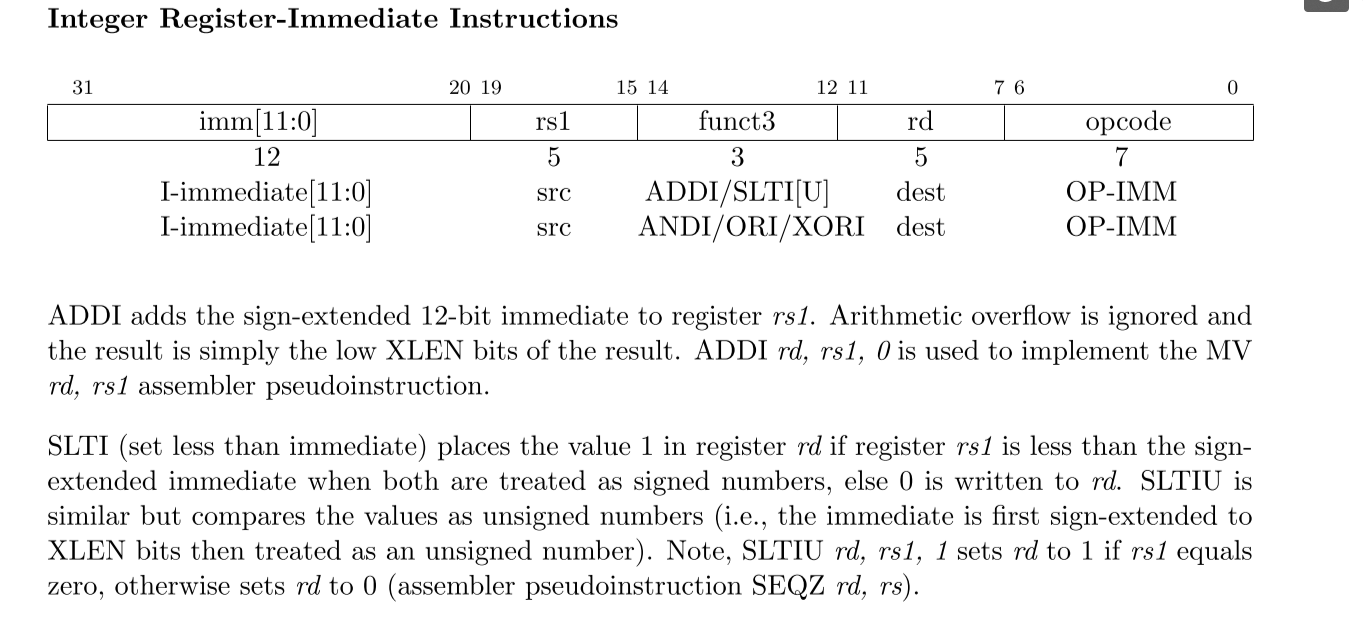 Integer Register-Immediate Instructions
31 20 19 15 14 12 11 7 6 0
imm[11:0] rs1 funct3 rd opcode
12 5 3 5 7
I-immediate[11:0] src ADDI/SLTI[U] dest OP-IMM
I-immediate[11:0] src ANDI/ORI/XORI dest OP-IMM
ADDI adds the sign-extended 12-bit immediate to register rs1. Arithmetic overflow is ignored and
the result is simply the low XLEN bits of the result. ADDI rd, rs1, 0 is used to implement the MV
rd, rs1 assembler pseudoinstruction.
SLTI (set less than immediate) places the value 1 in register rd if register rs1 is less than the sign-
extended immediate when both are treated as signed numbers, else 0 is written to rd. SLTIU is
similar but compares the values as unsigned numbers (i.e., the immediate is first sign-extended to
XLEN bits then treated as an unsigned number). Note, SLTIU rd, rs1, 1 sets rd to 1 if rs1 equals
zero, otherwise sets rd to 0 (assembler pseudoinstruction SEQZ rd, rs).